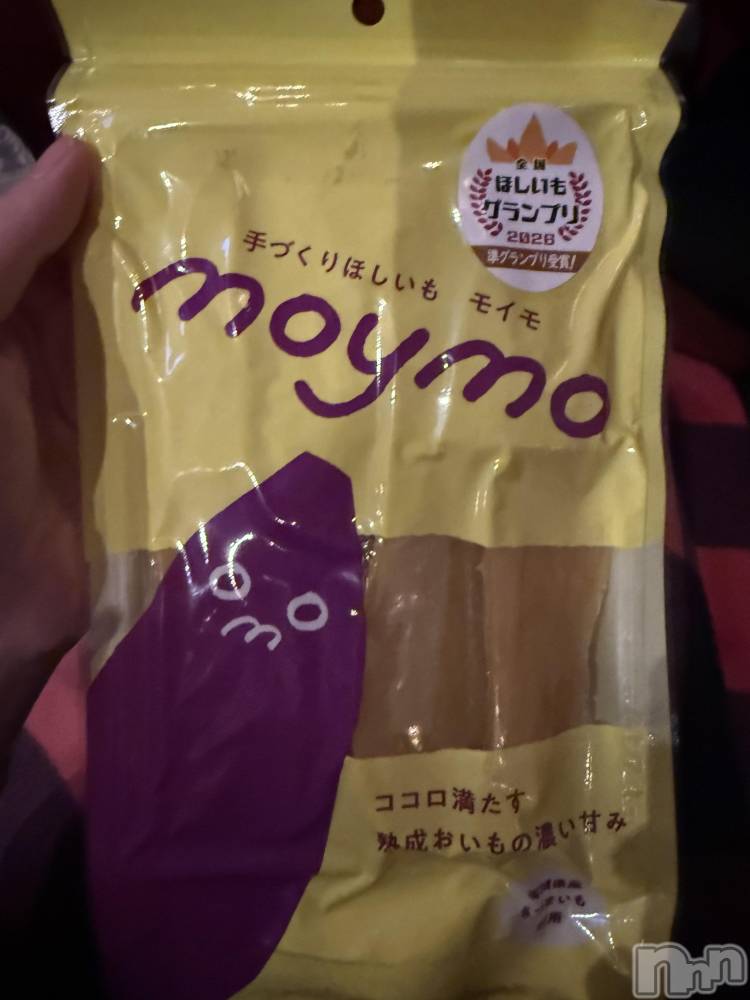 全国
ほしいも
グランプリ
2026
準グランプリ受賞!
手づくりほしいも モイモ
moymo
ココロ満たす
熟成おいもの濃い甘み
nnn